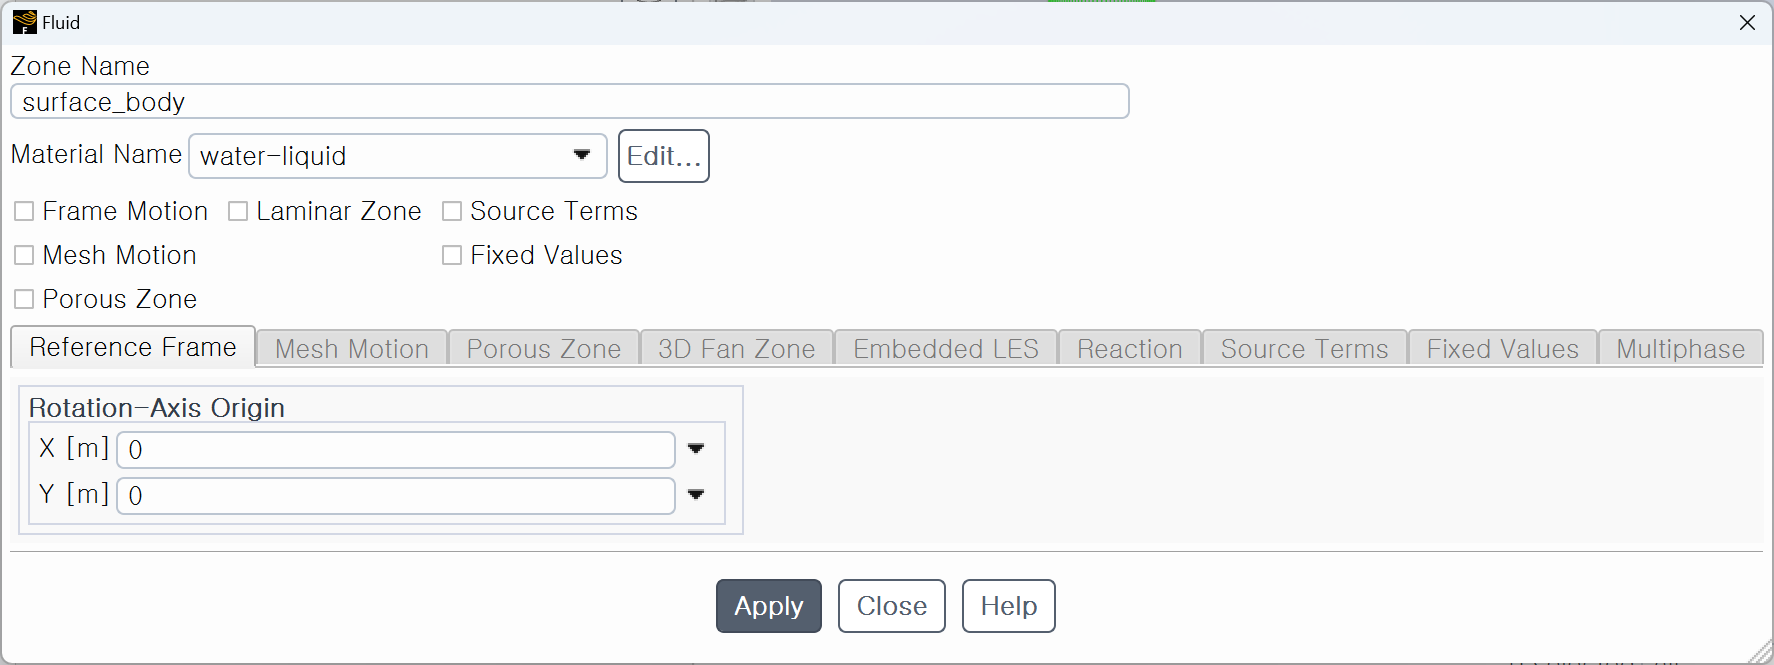 Fluid
Zone Name
surface_body
Material Name water-liquid Edit...
Frame Motion Laminar Zone Source Terms
Mesh Motion Fixed Values
Porous Zone
Reference Frame Mesh Motion Porous Zone 3D Fan Zone Embedded LES Reaction Source Terms Fixed Values Multiphase
Rotation-Axis Origin
X [m] 0
Y [m] 0
Apply Close Help